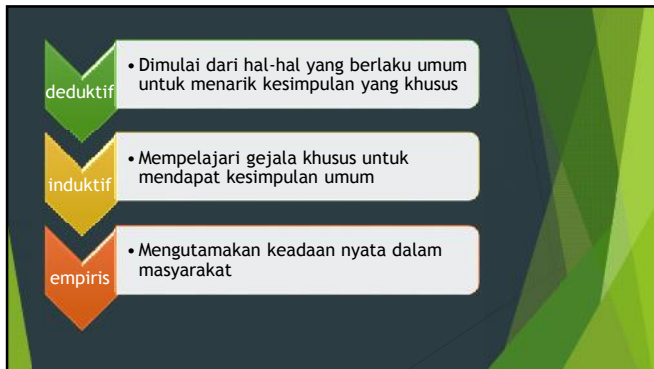 deduktif
• Dimulai dari hal-hal yang berlaku umum
untuk menarik kesimpulan yang khusus
induktif
• Mempelajari gejala khusus untuk
mendapat kesimpulan umum
empiris
• Mengutamakan keadaan nyata dalam
masyarakat